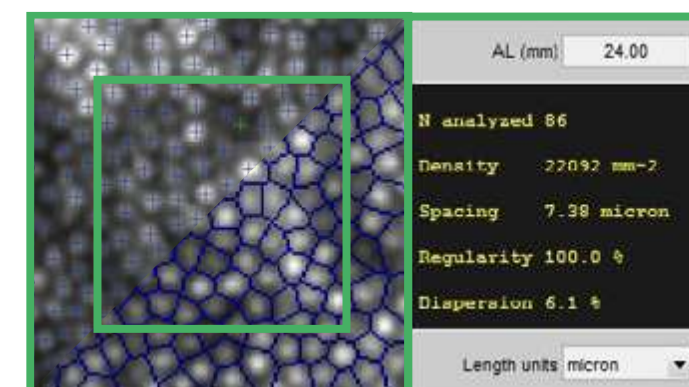 AL (mm) 24.00
N analyzed 86
Density 22092 mm-2
Spacing 7.38 micron
Regularity 100.0 %
Dispersion 6.1 %
Length units micron